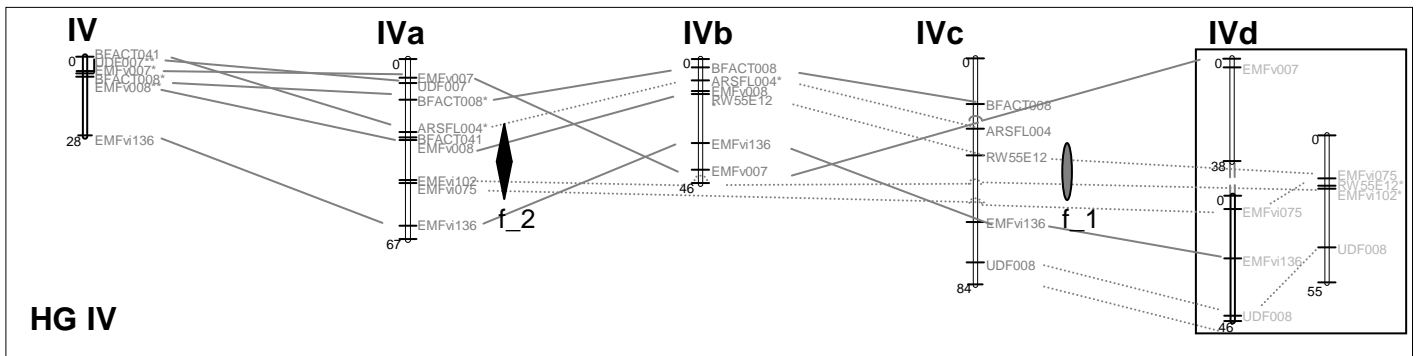 IV IVa IVb IVc IVd
0
BFACT041
UDF007**
EMFv007*
BFACT008*
EMFv008**
28 EMFvi136
0
EMFv007
UDF007
BFACT008*
ARSFL004*
BFACT041
EMFv008
EMFvi102
EMFvi075
EMFvi136
67
f_2
0
BFACT008
ARSFL004*
EMFv008
RW55E12
EMFvi136
EMFv007
46
0
BFACT008
ARSFL004
RW55E12
EMFvi136
UDF008
84
f_1
0
EMFv007
38
0
EMFvi075
EMFvi136
UDF008
46
0
EMFvi075
RW55E12*
EMFvi102*
UDF008
55
HG IV